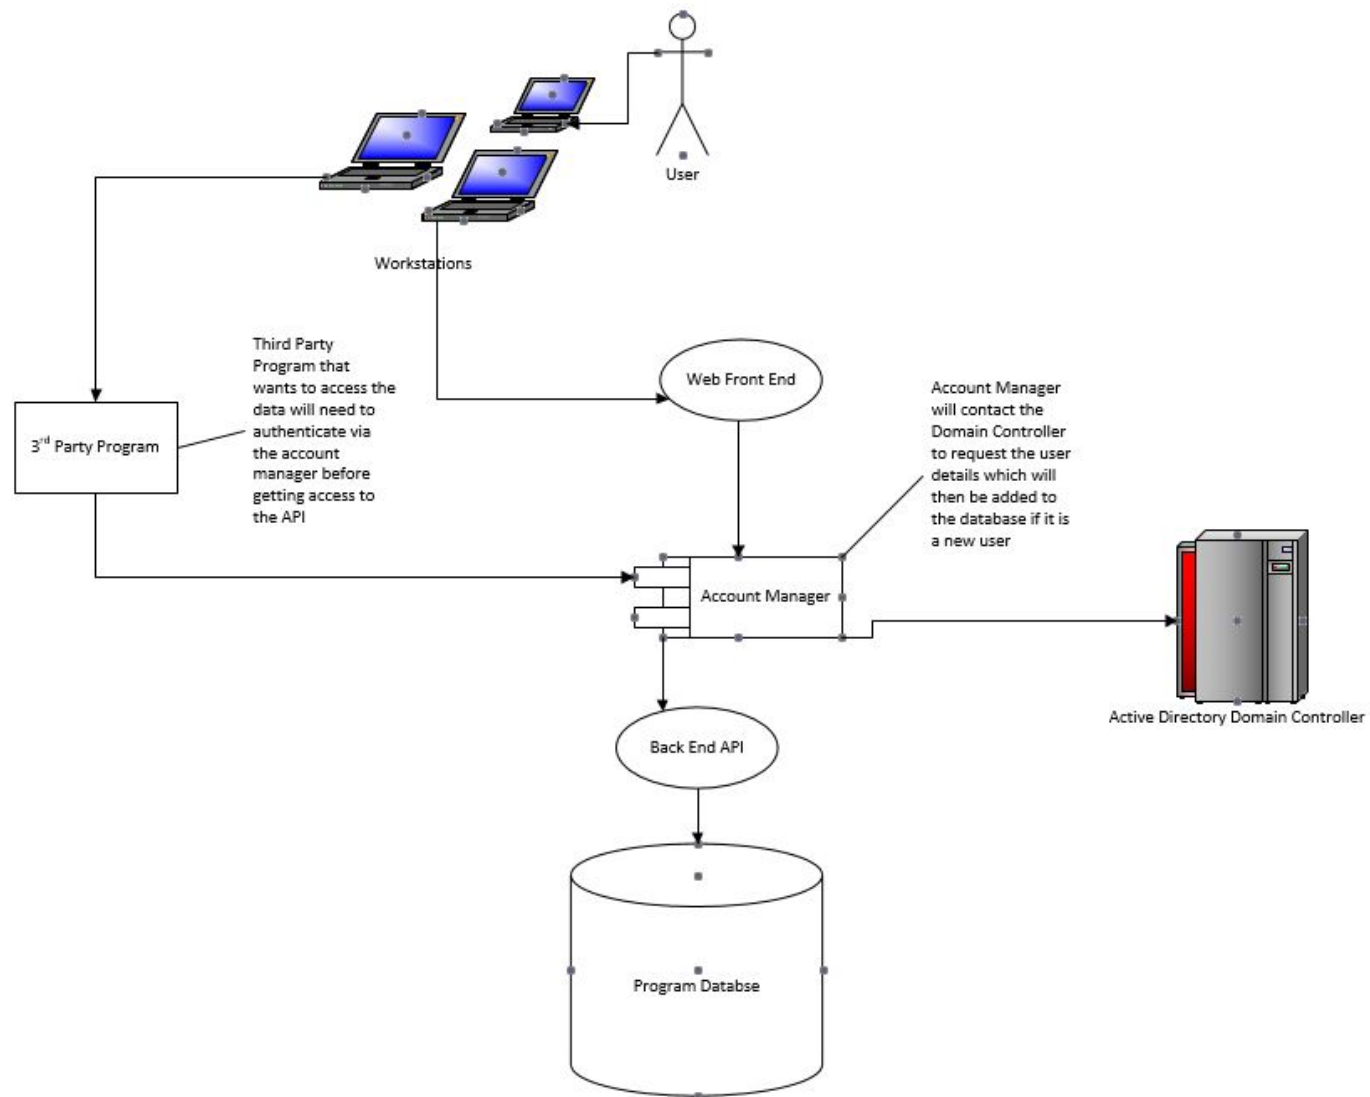 User
Workstations
Third Party
Program that
wants to access the
data will need to
authenticate via
the account
manager before
getting access to
the API
Web Front End
Account Manager
will contact the
Domain Controller
to request the user
details which will
then be added to
the database if it is
a new user
3rd Party Program
Account Manager
Active Directory Domain Controller
Back End API
Program Databse